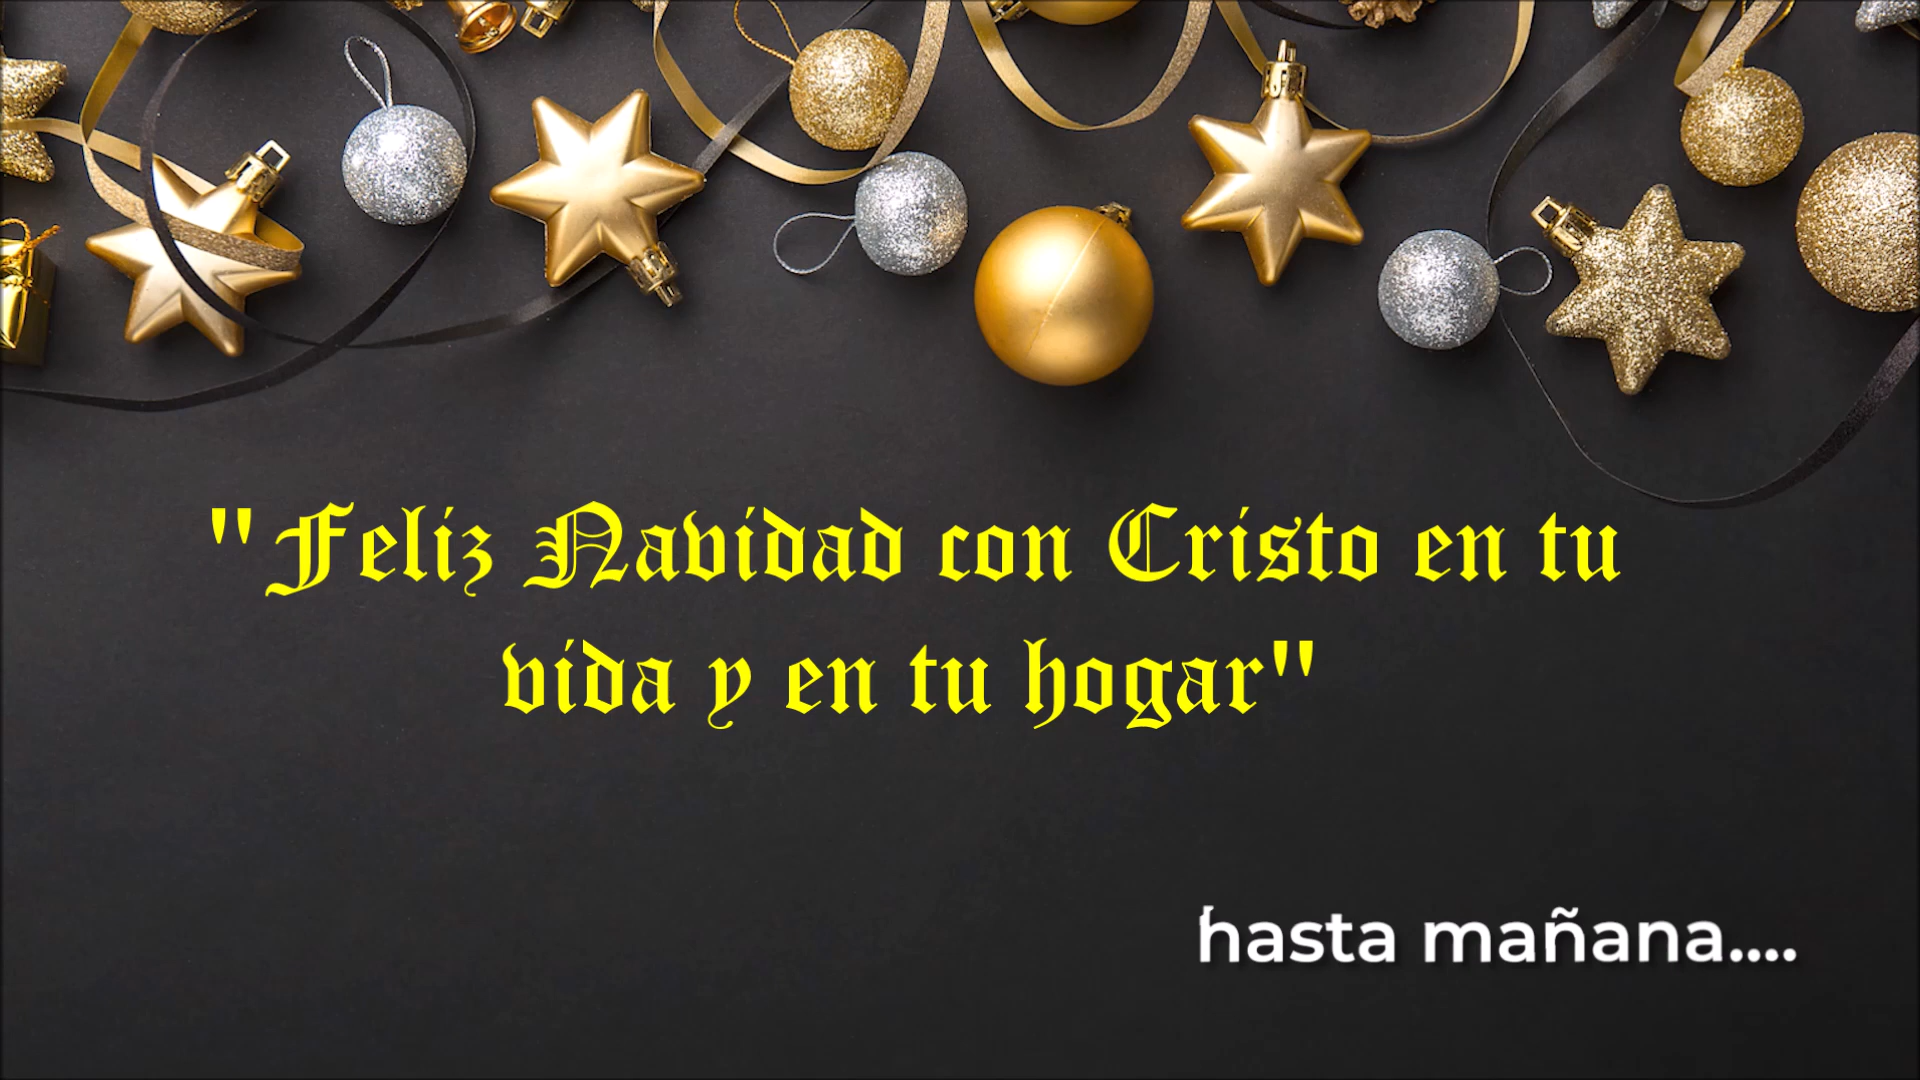 "Feliz Navidad con Cristo en tu
vida y en tu hogar"
hasta mañana....